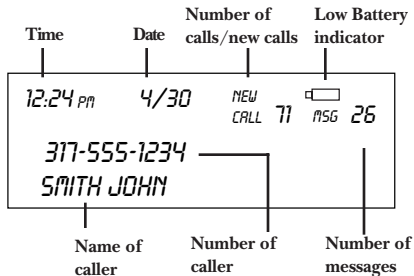 Number of
calls/new calls
Low Battery
indicator
Time
Date
12:24 PM
4/30
NEW
CALL 71
MSG 26
317-555-1234
SMITH JOHN
Name of
caller
Number of
caller
Number of
messages